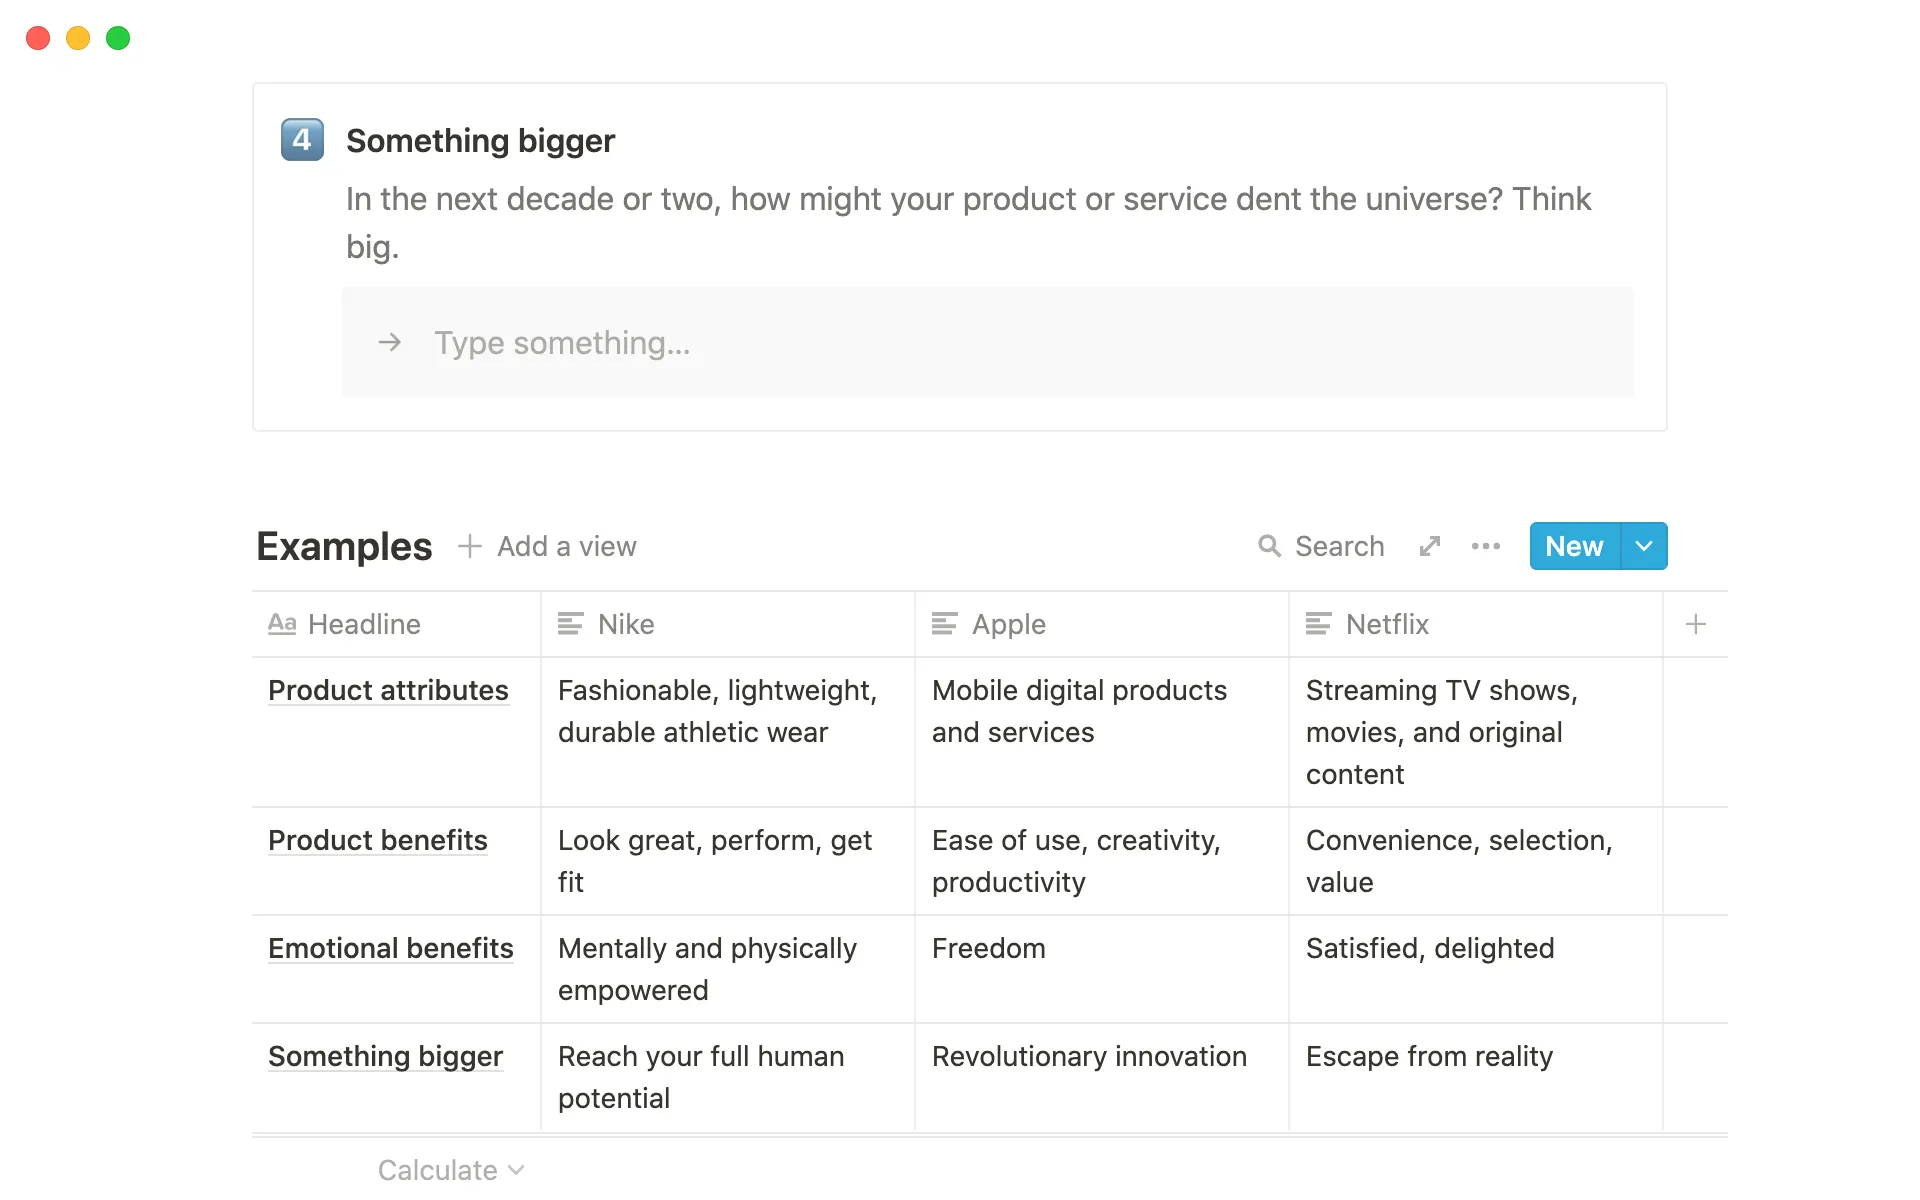 4 Something bigger
In the next decade or two, how might your product or service dent the universe? Think
big.
→ Type something...
Examples + Add a view Search ••• New
Aa Headline Nike Apple Netflix +
Product attributes Fashionable, lightweight, Mobile digital products Streaming TV shows,
durable athletic wear and services movies, and original
content
Product benefits Look great, perform, get Ease of use, creativity, Convenience, selection,
fit productivity value
Emotional benefits Mentally and physically Freedom Satisfied, delighted
empowered
Something bigger Reach your full human Revolutionary innovation Escape from reality
potential
Calculate